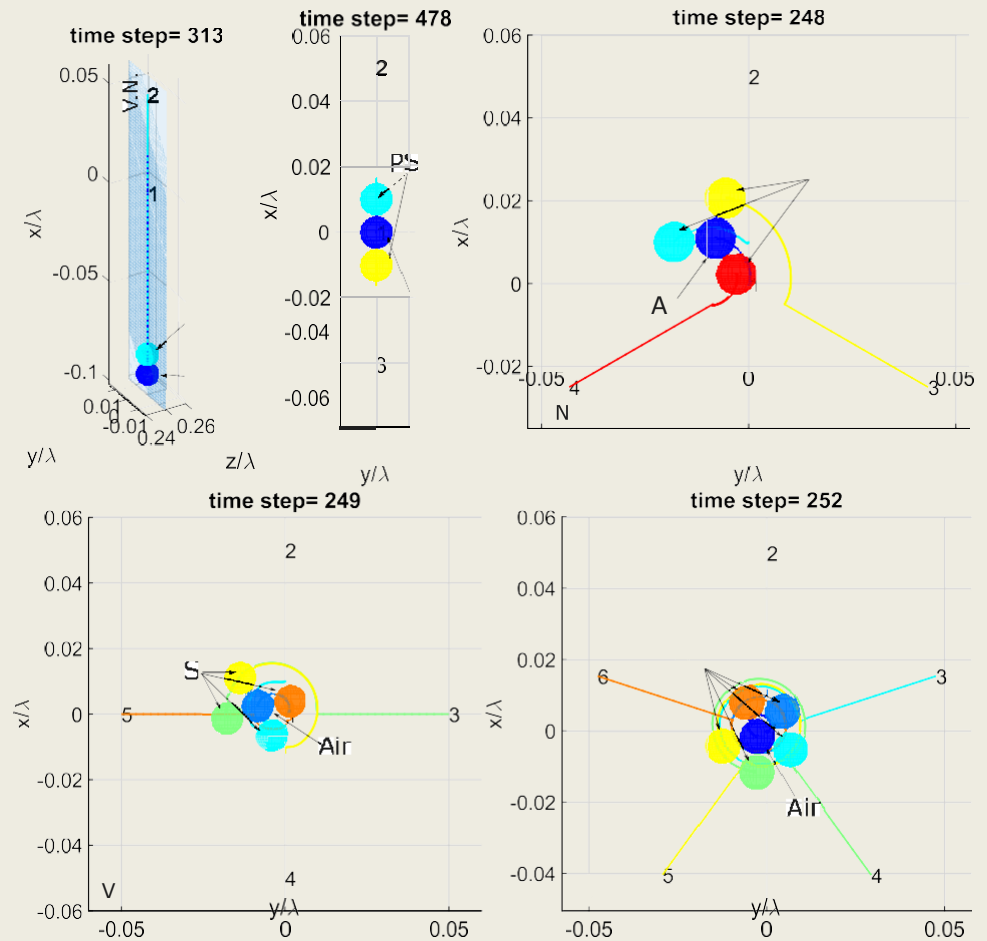 time step= 313
0.05
0
-0.05
-0.1
x/λ
V.N.
2
1
0.01
0
-0.01
0.24
0.26
y/λ
z/λ
time step= 478
0.06
0.04
0.02
0
-0.02
-0.04
-0.06
x/λ
2
PS
y/λ
time step= 248
0.06
0.04
0.02
0
-0.02
x/λ
2
A
4
3
N
-0.05
0
0.05
y/λ
time step= 249
0.06
0.04
0.02
0
-0.02
-0.04
-0.06
x/λ
2
S
5
3
Air
4
V
y/λ
-0.05
0
0.05
time step= 252
0.06
0.04
0.02
0
-0.02
-0.04
x/λ
2
6
3
Air
5
4
y/λ
-0.05
0
0.05